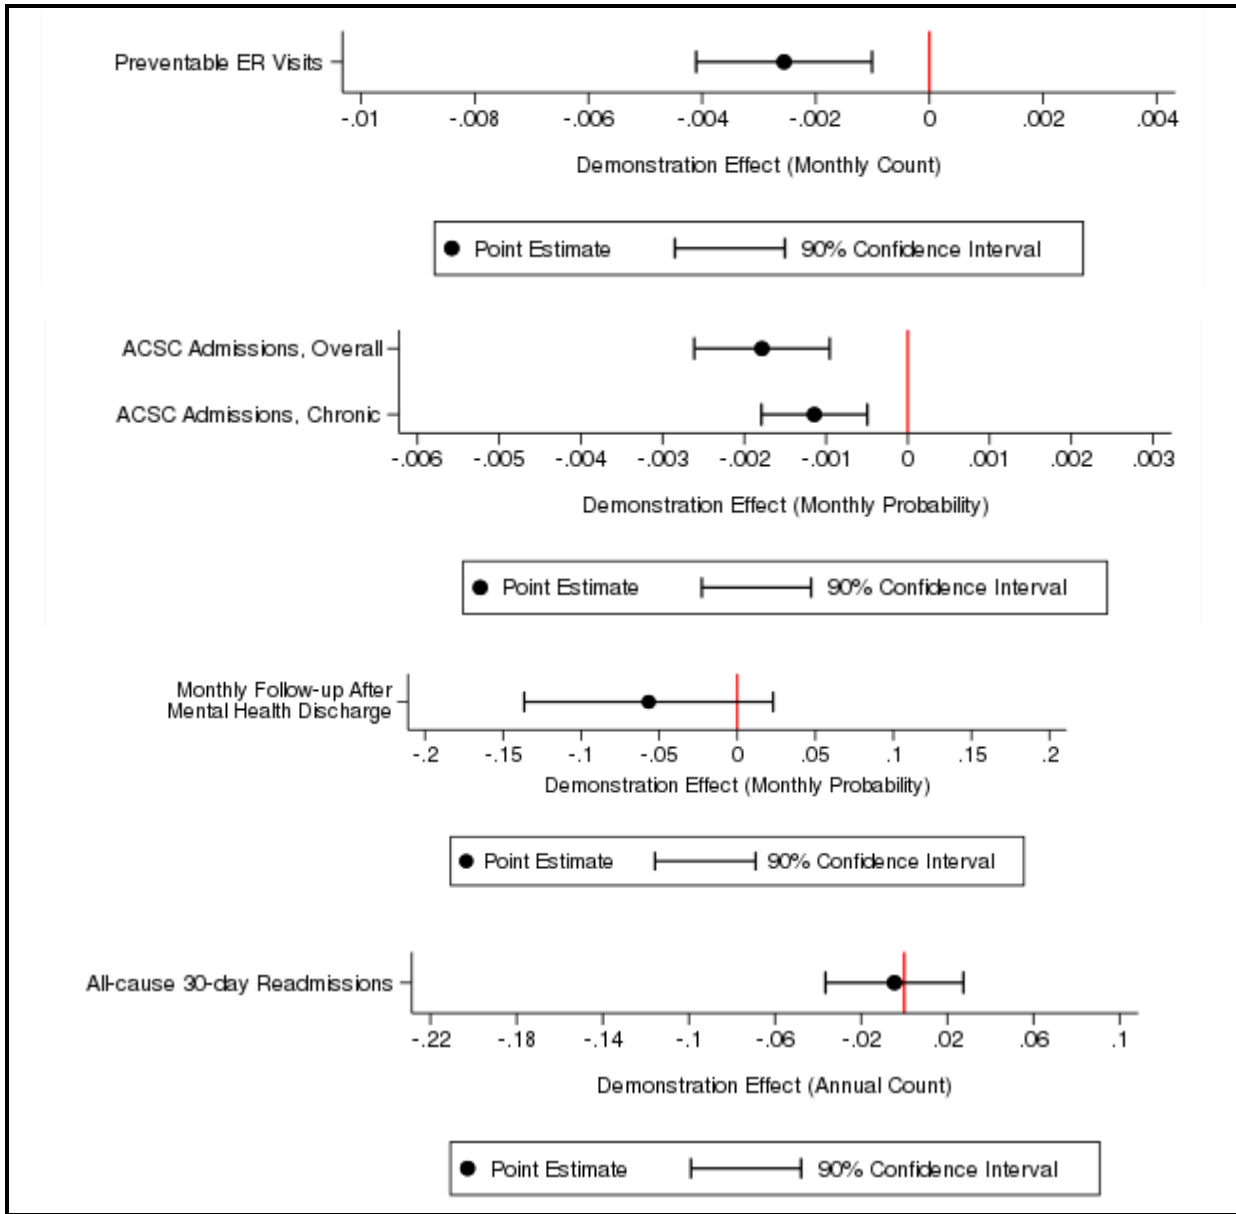 Preventable ER Visits
-.01 -.008 -.006 -.004 -.002 0 .002 .004
Demonstration Effect (Monthly Count)
Point Estimate 90% Confidence Interval
ACSC Admissions, Overall
ACSC Admissions, Chronic
-.006 -.005 -.004 -.003 -.002 -.001 0 .001 .002 .003
Demonstration Effect (Monthly Probability)
Point Estimate 90% Confidence Interval
Monthly Follow-up After
Mental Health Discharge
-.2 -.15 -.1 -.05 0 .05 .1 .15 .2
Demonstration Effect (Monthly Probability)
Point Estimate 90% Confidence Interval
All-cause 30-day Readmissions
-.22 -.18 -.14 -.1 -.06 -.02 .02 .06 .1
Demonstration Effect (Annual Count)
Point Estimate 90% Confidence Interval